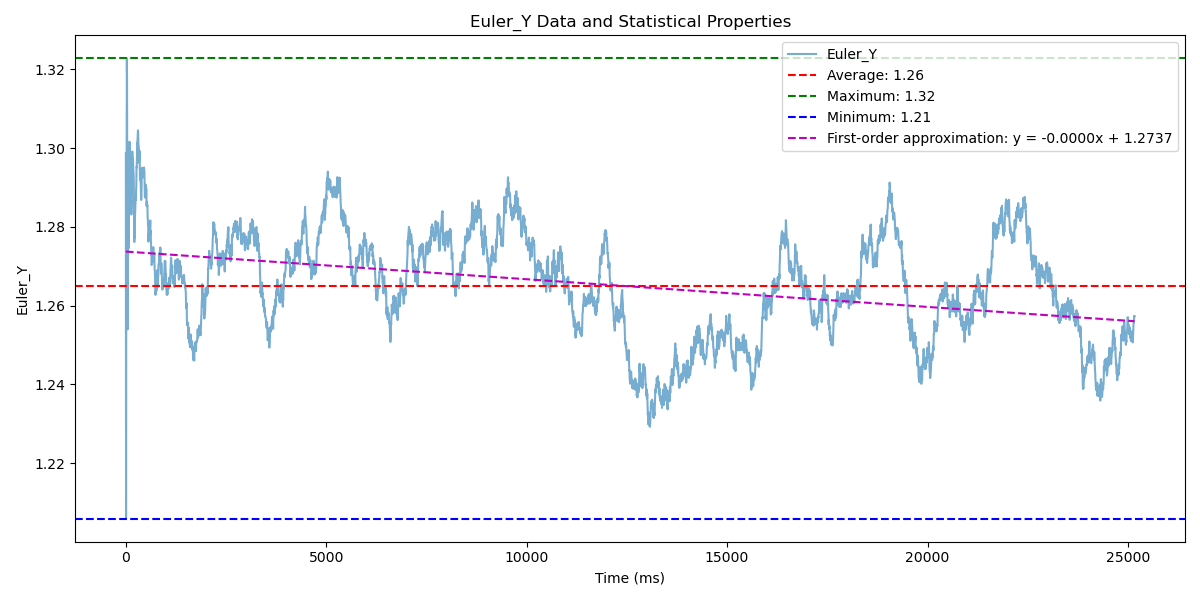 Euler_Y Data and Statistical Properties
Euler_Y
Average: 1.26
Maximum: 1.32
Minimum: 1.21
First-order approximation: y = -0.0000x + 1.2737
1.32
1.30
1.28
1.26
1.24
1.22
Euler_Y
0 5000 10000 15000 20000 25000
Time (ms)